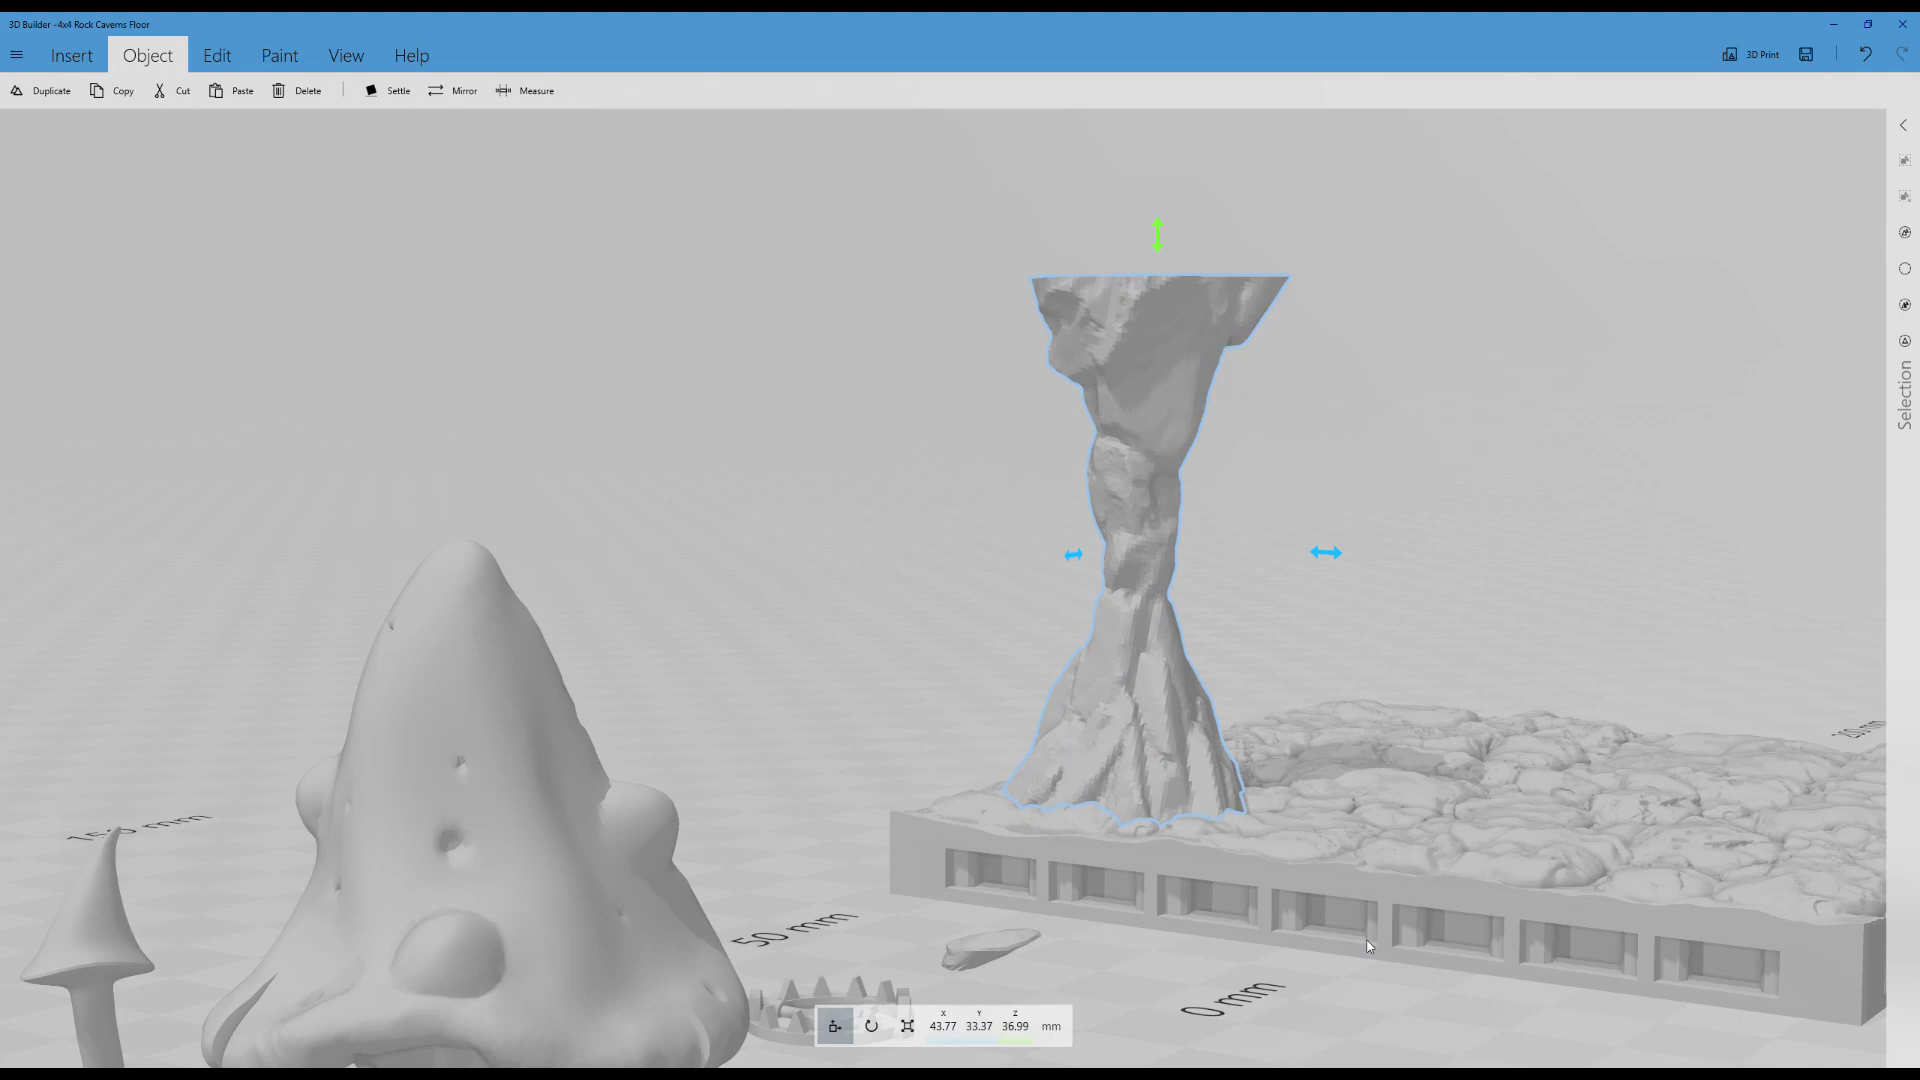 3D Builder -4x4 Rock Caverns Floor
Insert Object Edit Paint View Help
3D Print
Duplicate Copy Cut Paste Delete Settle Mirror Measure
Selection
50 mm
0 mm
X Y Z
43.77 33.37 36.99 mm